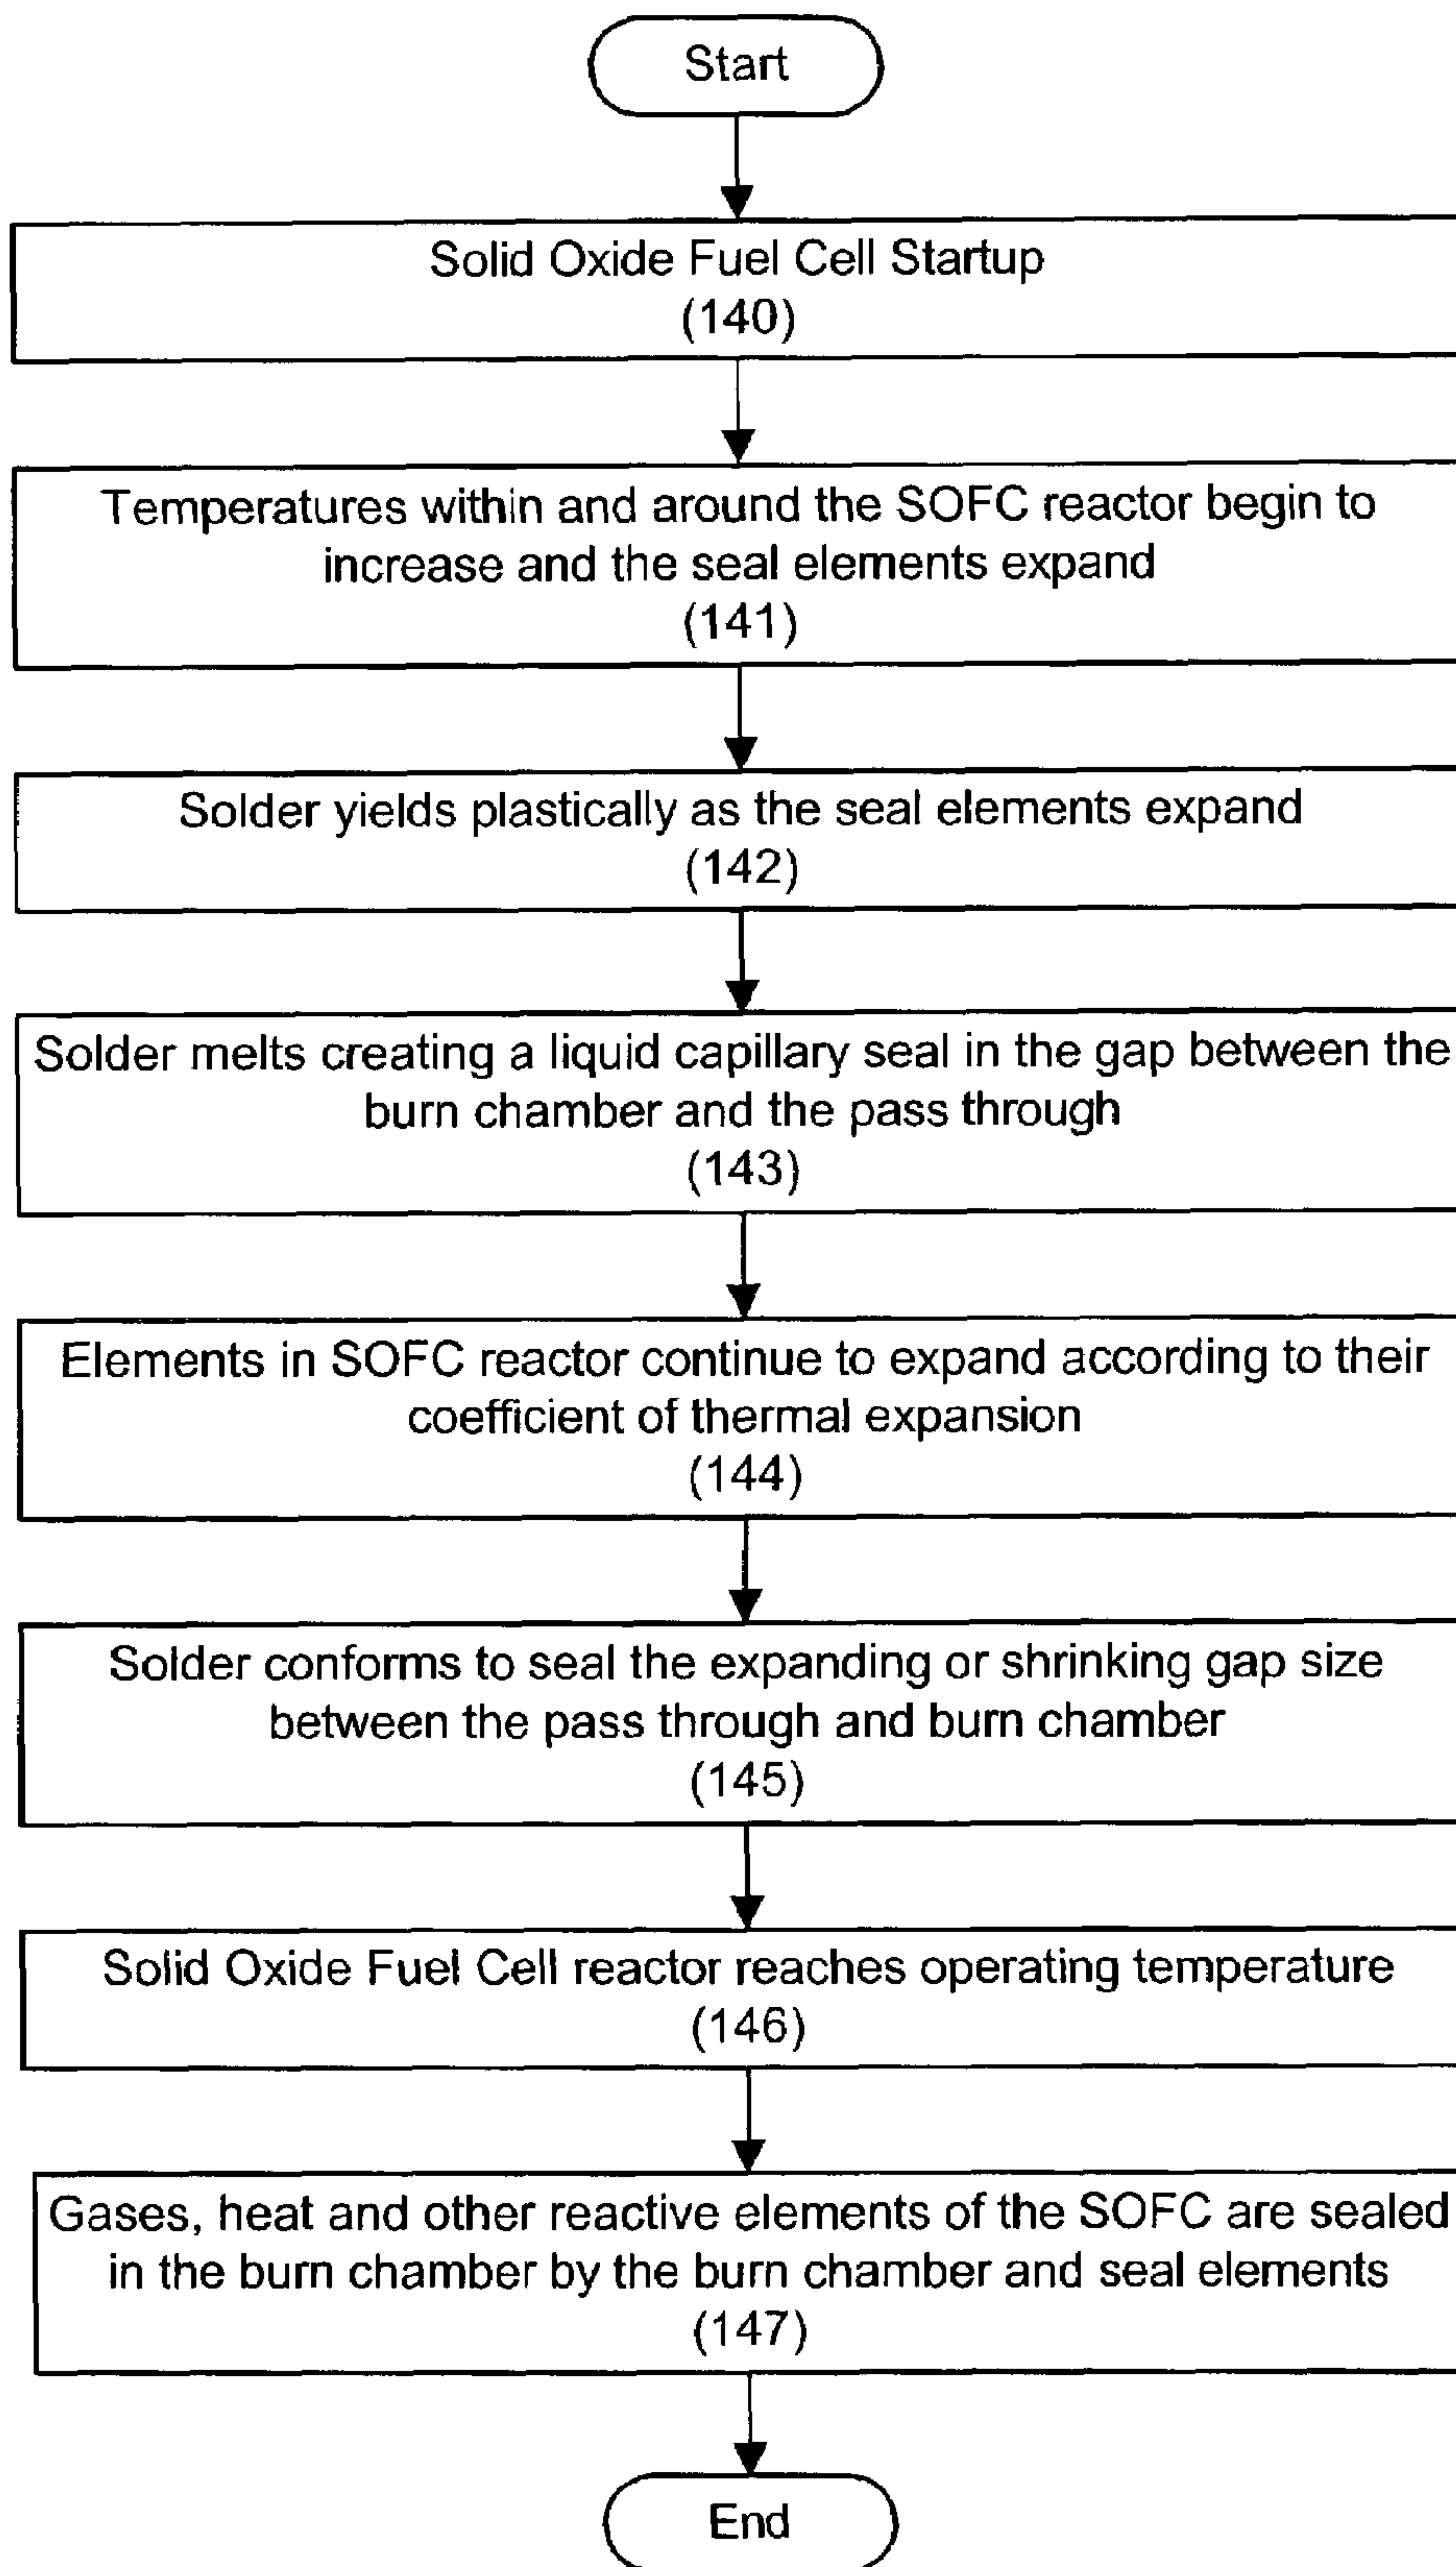 Start
Solid Oxide Fuel Cell Startup
(140)
Temperatures within and around the SOFC reactor begin to
increase and the seal elements expand
(141)
Solder yields plastically as the seal elements expand
(142)
Solder melts creating a liquid capillary seal in the gap between the
burn chamber and the pass through
(143)
Elements in SOFC reactor continue to expand according to their
coefficient of thermal expansion
(144)
Solder conforms to seal the expanding or shrinking gap size
between the pass through and burn chamber
(145)
Solid Oxide Fuel Cell reactor reaches operating temperature
(146)
Gases, heat and other reactive elements of the SOFC are sealed
in the burn chamber by the burn chamber and seal elements
(147)
End